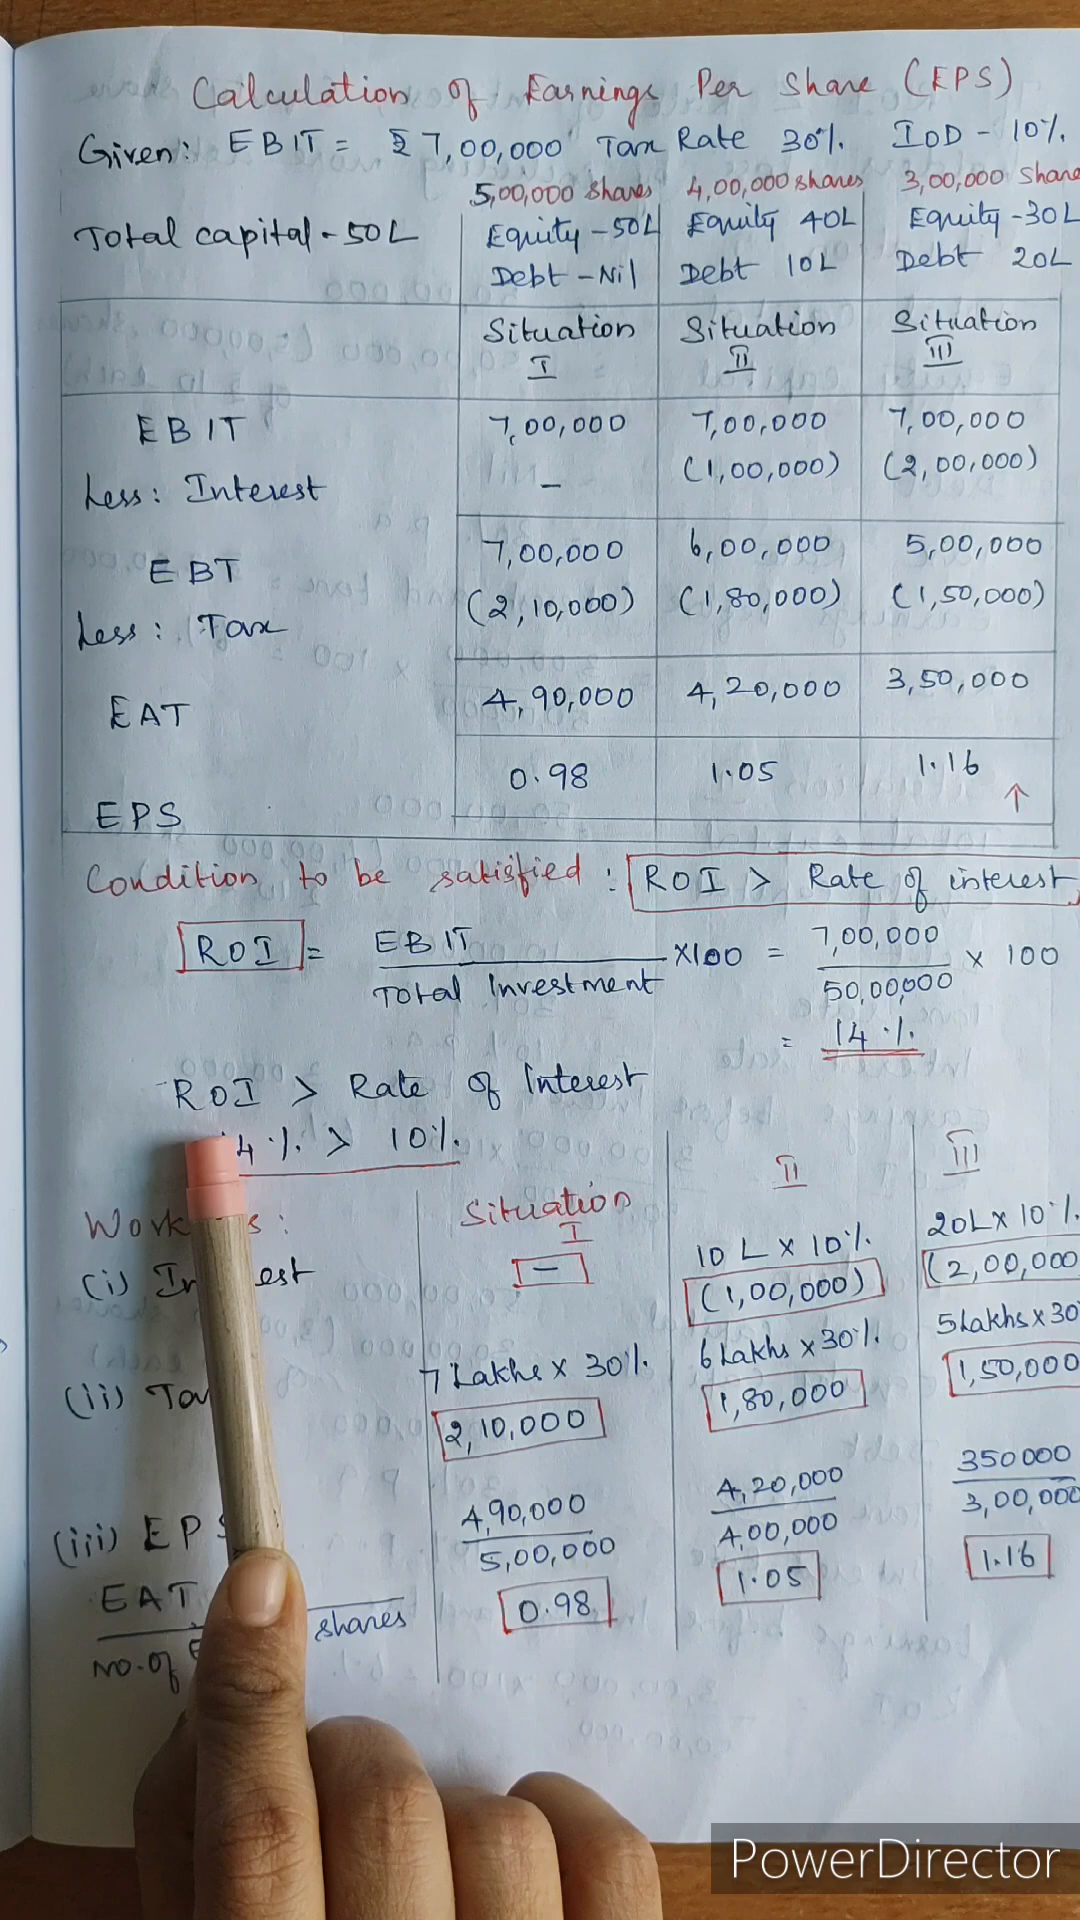 Calculation of Earnings Per Share (EPS)
Given: EBIT = ₹ 7,00,000 Tax Rate 30% IOD - 10%
5,00,000 shares 4,00,000 shares 3,00,000 Share
Total capital - 50L Equity - 50L Equity 40L Equity - 30L
Debt - Nil Debt 10L Debt 20L
Situation Situation Situation
I II III
EBIT 7,00,000 7,00,000 7,00,000
Less: Interest - (1,00,000) (2,00,000)
EBT 7,00,000 6,00,000 5,00,000
Less: Tax (2,10,000) (1,80,000) (1,50,000)
EAT 4,90,000 4,20,000 3,50,000
EPS 0.98 1.05 1.16 ↑
Condition to be satisfied: ROI > Rate of interest
ROI = EBIT / Total Investment ×100 = 7,00,000 / 50,00,000 × 100
= 14%
ROI > Rate of Interest
4% > 10%
Situation I II III
(i) - 10 L × 10% 20L × 10%
(1,00,000) (2,00,000
(ii) 7 Lakhs × 30% 6 Lakhs × 30% 5 Lakhs × 30
2,10,000 1,80,000 1,50,000
(iii) EPS 4,90,000 / 5,00,000 4,20,000 / 4,00,000 350000 / 3,00,000
EAT / No. of shares 0.98 1.05 1.16
PowerDirector